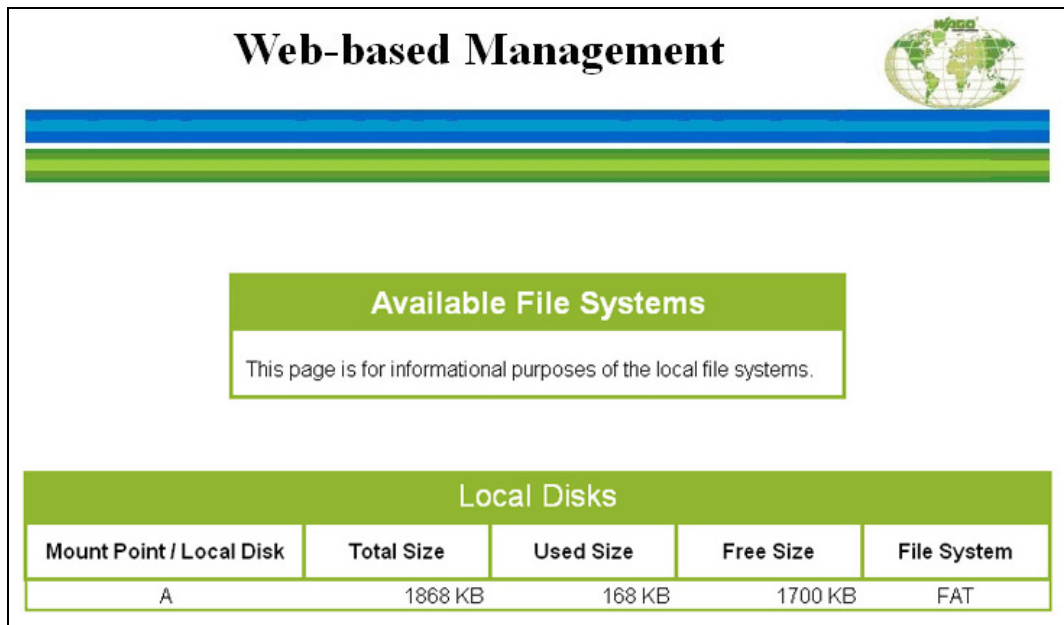 Web-based Management
WAGO
Available File Systems
This page is for informational purposes of the local file systems.
Local Disks
Mount Point / Local Disk Total Size Used Size Free Size File System
A 1868 KB 168 KB 1700 KB FAT